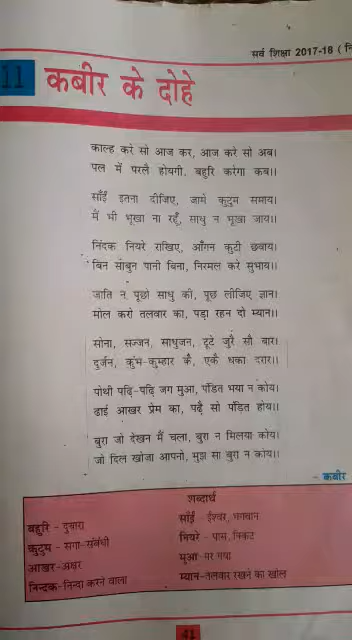 सर्व शिक्षा 2017-18 (नि
11 कबीर के दोहे
काल्ह करे सो आज कर, आज करे सो अब।
पल में परलै होयगी, बहुरि करेगा कब।।
साँईं इतना दीजिए, जामें कुटुम समाय।
मैं भी भूखा ना रहूँ, साधु न भूखा जाय।।
निंदक नियरे राखिए, आँगन कुटी छवाय।
बिन साबुन पानी बिना, निरमल करे सुभाय।।
जाति न पूछो साधु की, पूछ लीजिए ज्ञान।
मोल करो तलवार का, पड़ा रहन दो म्यान।।
सोना, सज्जन, साधुजन, टूटे जुरै सौ बार।
दुर्जन, कुंभ-कुम्हार कै, एकै धका दरार।।
पोथी पढ़ि-पढ़ि जग मुआ, पंडित भया न कोय।
ढाई आखर प्रेम का, पढ़ै सो पंडित होय।।
बुरा जो देखन मैं चला, बुरा न मिलया कोय।
जो दिल खोजा आपनो, मुझ सा बुरा न कोय।।
- कबीर
शब्दार्थ
बहुरि - दुबारा
कुटुम - सगा-संबंधी
आखर - अक्षर
निन्दक - निन्दा करने वाला
साँईं - ईश्वर, भगवान
नियरे - पास, निकट
मुआ - मर गया
म्यान - तलवार रखने का खोल
41